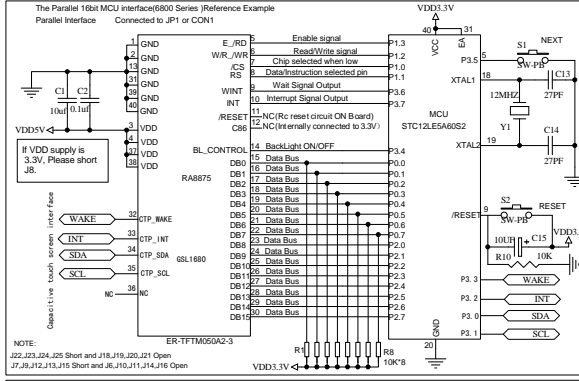 The Parallel 16bit MCU interface(6800 Series )Reference Example
Parallel Interface Connected to JP1 or CON1
VDD3.3V
1 GND
2 GND
13 GND
31 GND
39 GND
40 GND
C1 10uf
C2 0.1uf
VDD5V
3 VDD
4 VDD
37 VDD
38 VDD
If VDD supply is
3.3V, Please short
J8.
Capacitive touch screen interface
WAKE 32 CTP_WAKE
INT 33 CTP_INT
SDA 34 CTP_SDA
SCL 35 CTP_SCL
NC 36 NC
RA8875
GSL1680
ER-TFTM050A2-3
E_/RD 5 Enable signal P1.3
W/R_/WR 6 Read/Write signal P1.2
/CS 7 Chip selected when low P1.0
RS 8 Data/Instruction selected pin P1.1
WINT 9 Wait Signal Output P3.6
INT 10 Interrupt Signal Output P3.7
/RESET 11 NC(Rc reset circuit ON Board)
C86 12 NC(Internally connected to 3.3V)
BL_CONTROL 14 BackLight ON/OFF P3.4
DB0 15 Data Bus P0.0
DB1 16 Data Bus P0.1
DB2 17 Data Bus P0.2
DB3 18 Data Bus P0.3
DB4 19 Data Bus P0.4
DB5 20 Data Bus P0.5
DB6 21 Data Bus P0.6
DB7 22 Data Bus P0.7
DB8 23 Data Bus P2.0
DB9 24 Data Bus P2.1
DB10 25 Data Bus P2.2
DB11 26 Data Bus P2.3
DB12 27 Data Bus P2.4
DB13 28 Data Bus P2.5
DB14 29 Data Bus P2.6
DB15 30 Data Bus P2.7
R1
R8
10K*8
VDD3.3V
40 VCC
31 EA
MCU
STC12LE5A60S2
GND
20
P3.5 5 S1 NEXT
SW-PB
XTAL1 18 C13
27PF
12MHZ
Y1
XTAL2 19 C14
27PF
/RESET 9 S2 RESET
SW-PB
10UF + C15 VDD3.
R10 10K
P3. 3 WAKE
P3. 2 INT
P3. 0 SDA
P3. 1 SCL
NOTE:
J22,J23,J24,J25 Short and J18,J19,J20,J21 Open
J7,J9,J12,J13,J15 Short and J6,J10,J11,J14,J16 Open